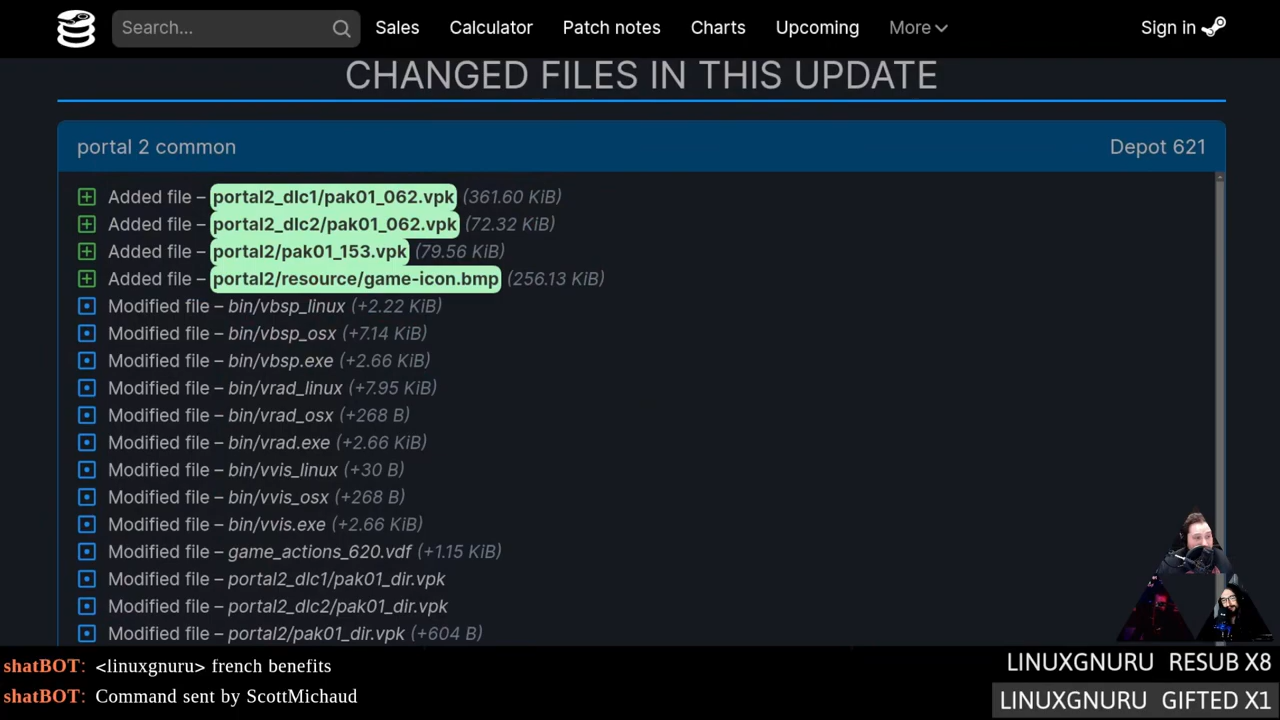 Search... Sales Calculator Patch notes Charts Upcoming More Sign in
CHANGED FILES IN THIS UPDATE
portal 2 common Depot 621
Added file – portal2_dlc1/pak01_062.vpk (361.60 KiB)
Added file – portal2_dlc2/pak01_062.vpk (72.32 KiB)
Added file – portal2/pak01_153.vpk (79.56 KiB)
Added file – portal2/resource/game-icon.bmp (256.13 KiB)
Modified file – bin/vbsp_linux (+2.22 KiB)
Modified file – bin/vbsp_osx (+7.14 KiB)
Modified file – bin/vbsp.exe (+2.66 KiB)
Modified file – bin/vrad_linux (+7.95 KiB)
Modified file – bin/vrad_osx (+268 B)
Modified file – bin/vrad.exe (+2.66 KiB)
Modified file – bin/vvis_linux (+30 B)
Modified file – bin/vvis_osx (+268 B)
Modified file – bin/vvis.exe (+2.66 KiB)
Modified file – game_actions_620.vdf (+1.15 KiB)
Modified file – portal2_dlc1/pak01_dir.vpk
Modified file – portal2_dlc2/pak01_dir.vpk
Modified file – portal2/pak01_dir.vpk (+604 B)
shatBOT: <linuxgnuru> french benefits
shatBOT: Command sent by ScottMichaud
LINUXGNURU RESUB X8
LINUXGNURU GIFTED X1